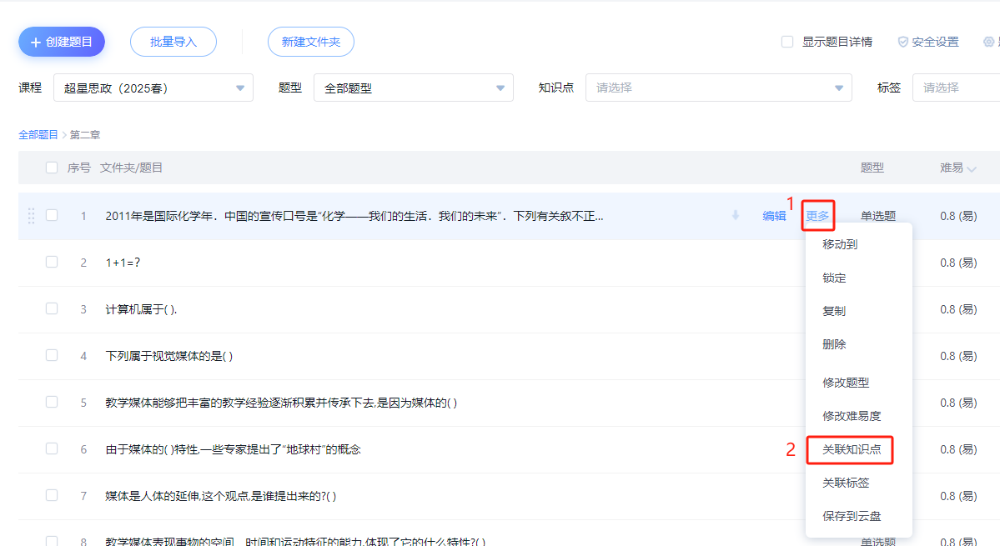 + 创建题目 批量导入 新建文件夹 显示题目详情 安全设置
课程 超星思政（2025春） 题型 全部题型 知识点 请选择 标签 请选择
全部题目 > 第二章
序号 文件夹/题目 题型 难易
1 2011年是国际化学年．中国的宣传口号是“化学——我们的生活．我们的未来”．下列有关叙不正... 编辑 1 更多 单选题 0.8 (易)
移动到
2 1+1=? 0.8 (易)
锁定
3 计算机属于( ). 0.8 (易)
复制
删除
4 下列属于视觉媒体的是( ) 0.8 (易)
修改题型
5 教学媒体能够把丰富的教学经验逐渐积累并传承下去,是因为媒体的( ) 0.8 (易)
修改难易度
6 由于媒体的( )特性,一些专家提出了“地球村”的概念 2 关联知识点 0.8 (易)
关联标签
7 媒体是人体的延伸,这个观点,是谁提出来的?( ) 0.8 (易)
保存到云盘
8 教学媒体表现事物的空间、时间和运动特征的能力,体现了它的什么特性?( ) 单选题 0.8 (易)